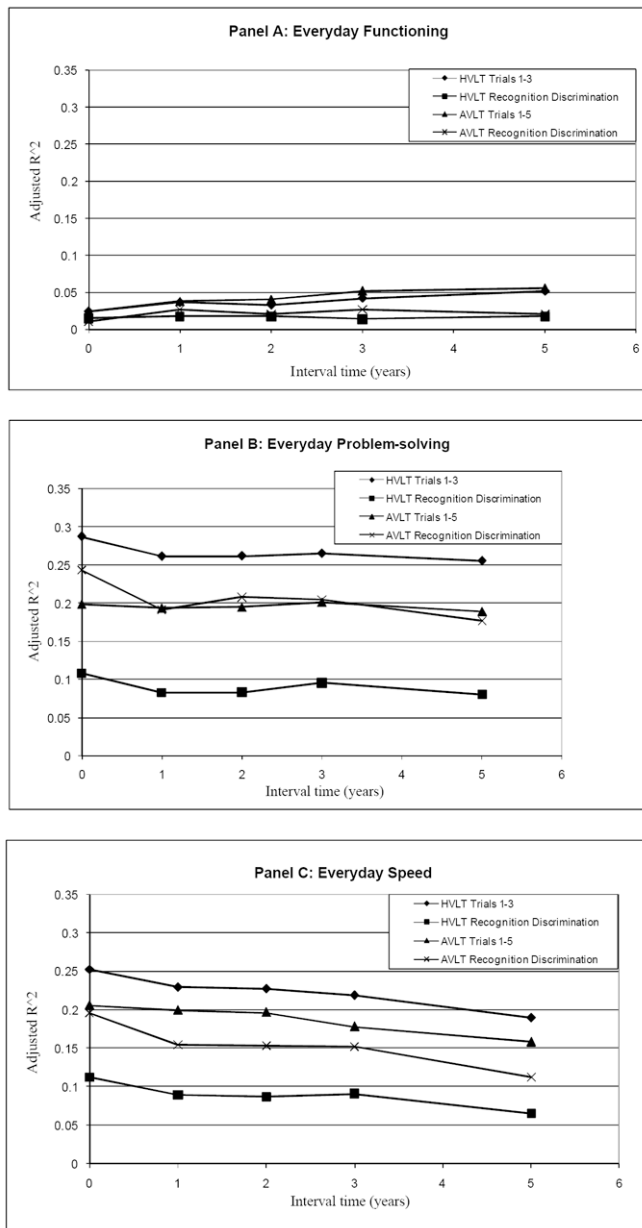 Panel A: Everyday Functioning
HVLT Trials 1-3
HVLT Recognition Discrimination
AVLT Trials 1-5
AVLT Recognition Discrimination
Adjusted R^2
0.35
0.3
0.25
0.2
0.15
0.1
0.05
0
0 1 2 3 4 5 6
Interval time (years)
Panel B: Everyday Problem-solving
HVLT Trials 1-3
HVLT Recognition Discrimination
AVLT Trials 1-5
AVLT Recognition Discrimination
Adjusted R^2
0.35
0.3
0.25
0.2
0.15
0.1
0.05
0
0 1 2 3 4 5 6
Interval time (years)
Panel C: Everyday Speed
HVLT Trials 1-3
HVLT Recognition Discrimination
AVLT Trials 1-5
AVLT Recognition Discrimination
Adjusted R^2
0.35
0.3
0.25
0.2
0.15
0.1
0.05
0
0 1 2 3 4 5 6
Interval time (years)